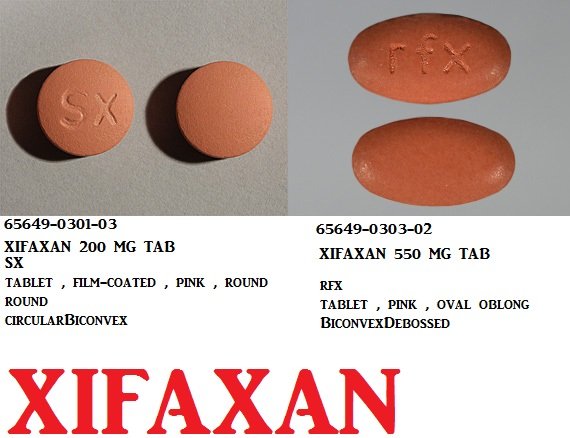 SX
rfx
65649-0301-03
XIFAXAN 200 MG TAB
SX
TABLET , FILM-COATED , PINK , ROUND
ROUND
CIRCULARBICONVEX
65649-0303-02
XIFAXAN 550 MG TAB
RFX
TABLET , PINK , OVAL OBLONG
BICONVEXDEBOSSED
XIFAXAN